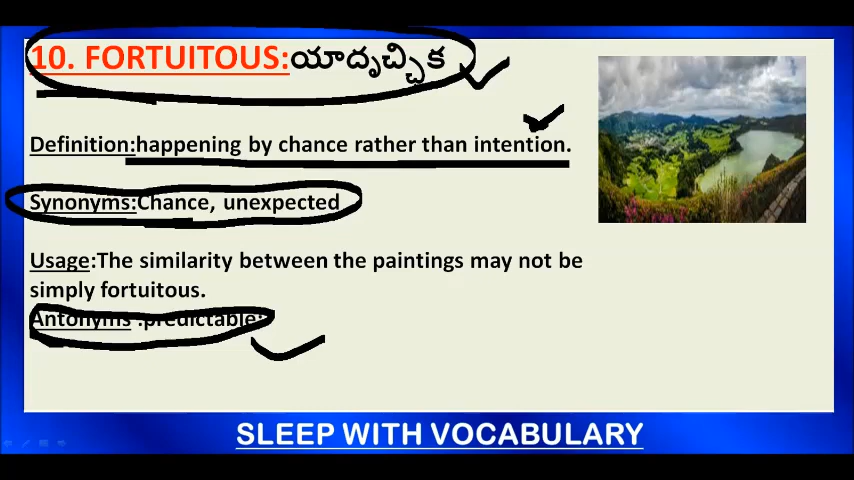 10. FORTUITOUS:యాదృచ్చిక
Definition:happening by chance rather than intention.
Synonyms:Chance, unexpected
Usage:The similarity between the paintings may not be
simply fortuitous.
Antonyms :predictable:
SLEEP WITH VOCABULARY